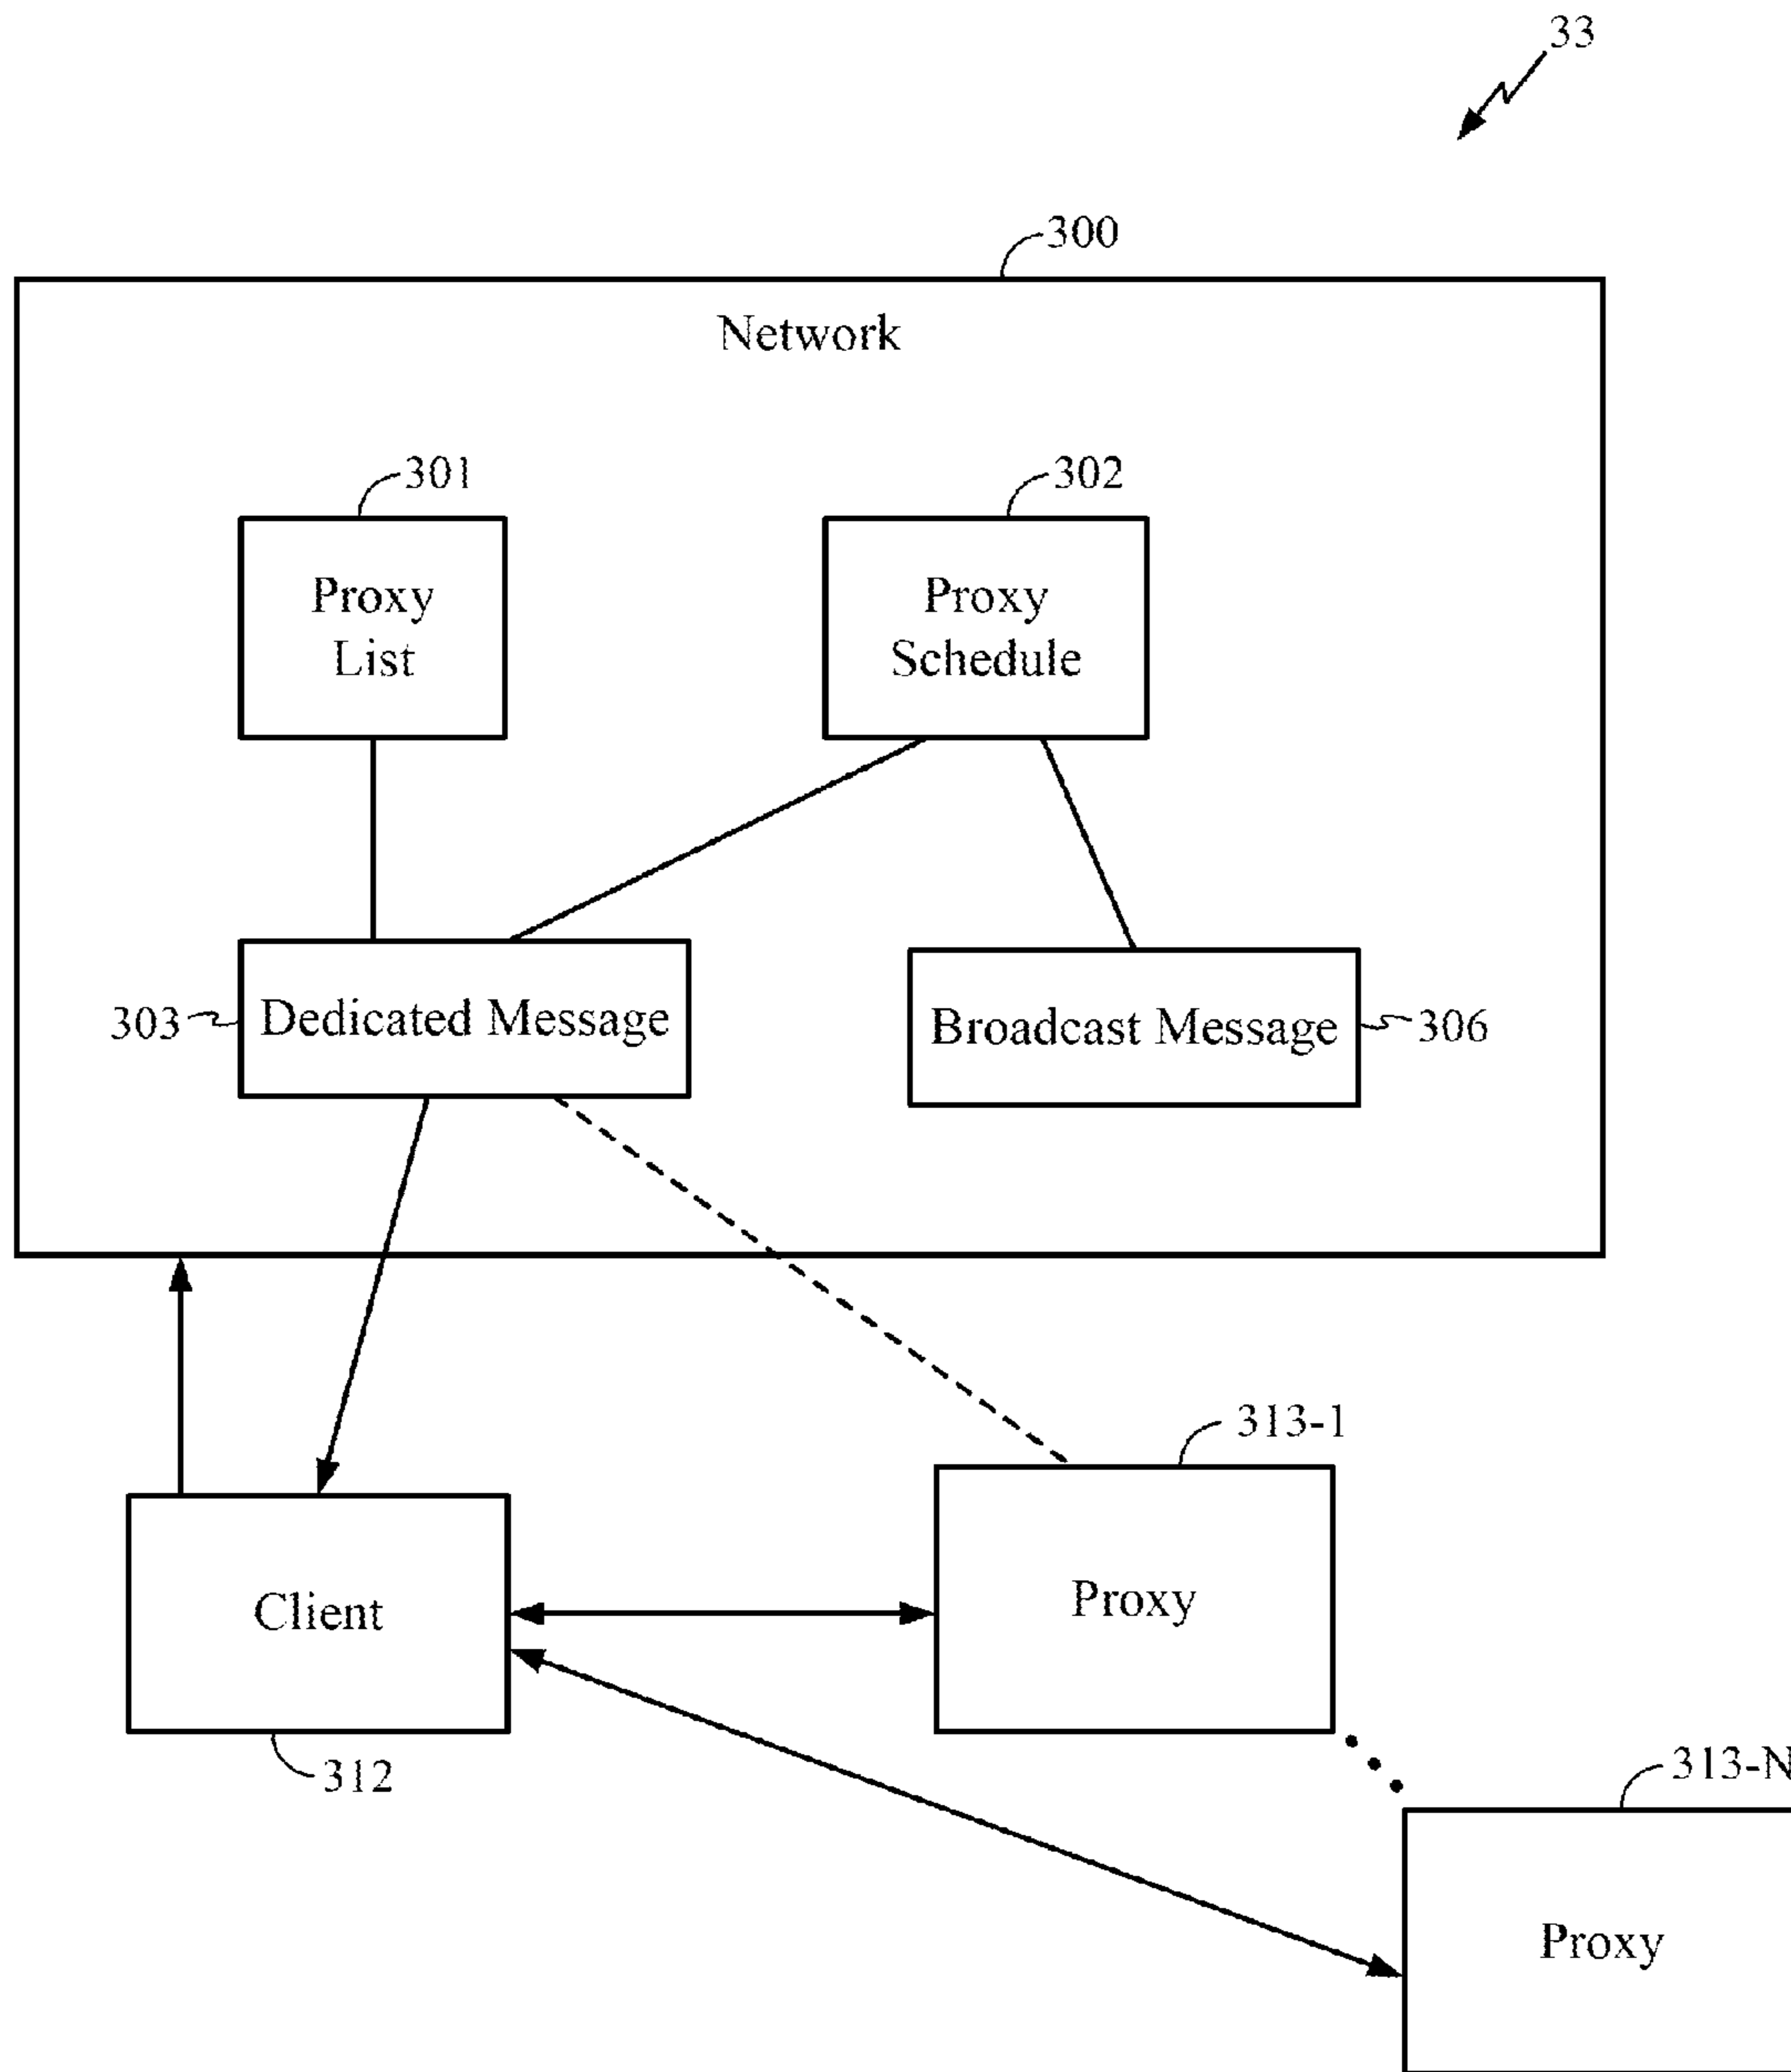 33
300
Network
301
302
Proxy
List
Proxy
Schedule
303
Dedicated Message
Broadcast Message
306
313-1
Client
Proxy
312
313-N
Proxy